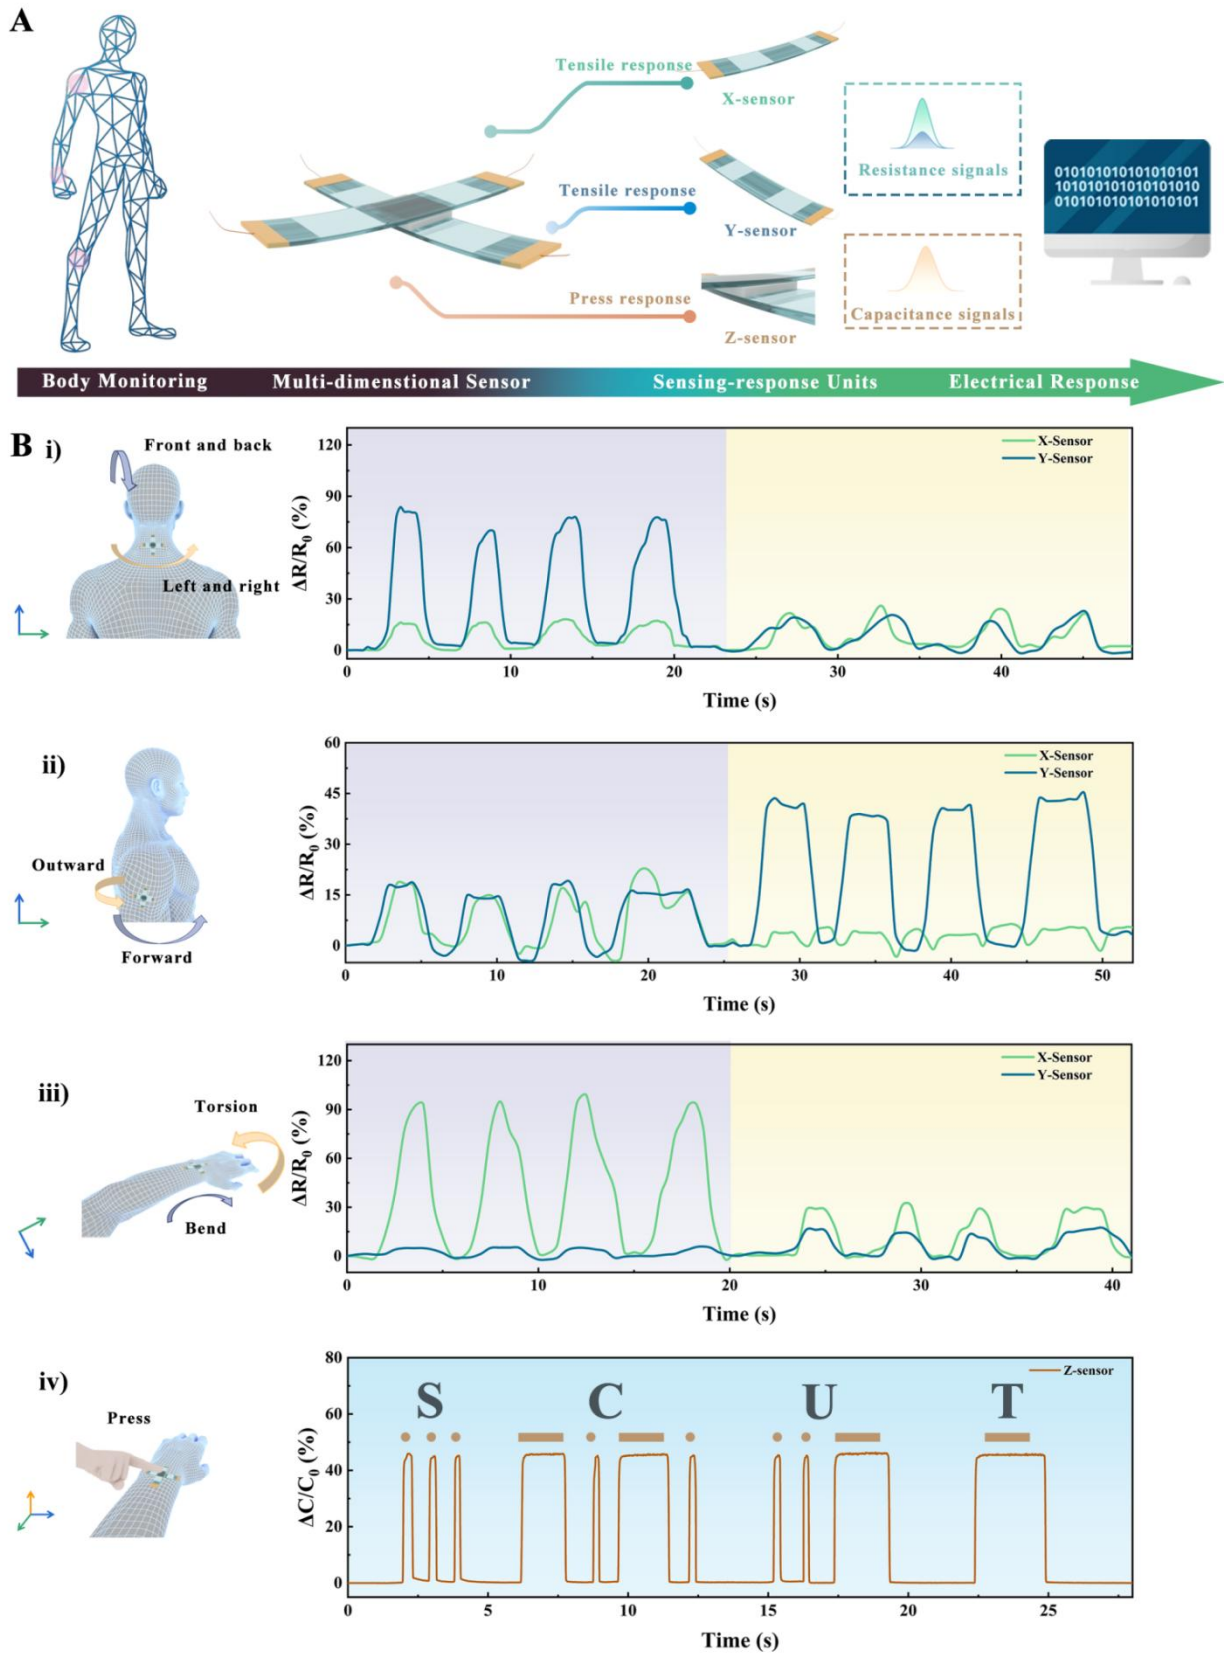 A
Tensile response
X-sensor
Tensile response
Y-sensor
Press response
Z-sensor
Resistance signals
Capacitance signals
01010101010101010101
10101010101010101010
01010101010101010101
Body Monitoring
Multi-dimenstional Sensor
Sensing-response Units
Electrical Response
B
i)
Front and back
Left and right
ΔR/R0 (%)
120
90
60
30
0
X-Sensor
Y-Sensor
0 10 20 30 40
Time (s)
ii)
Outward
Forward
ΔR/R0 (%)
60
45
30
15
0
X-Sensor
Y-Sensor
0 10 20 30 40 50
Time (s)
iii)
Torsion
Bend
ΔR/R0 (%)
120
90
60
30
0
X-Sensor
Y-Sensor
0 10 20 30 40
Time (s)
iv)
Press
ΔC/C0 (%)
80
60
40
20
0
Z-sensor
S C U T
0 5 10 15 20 25
Time (s)